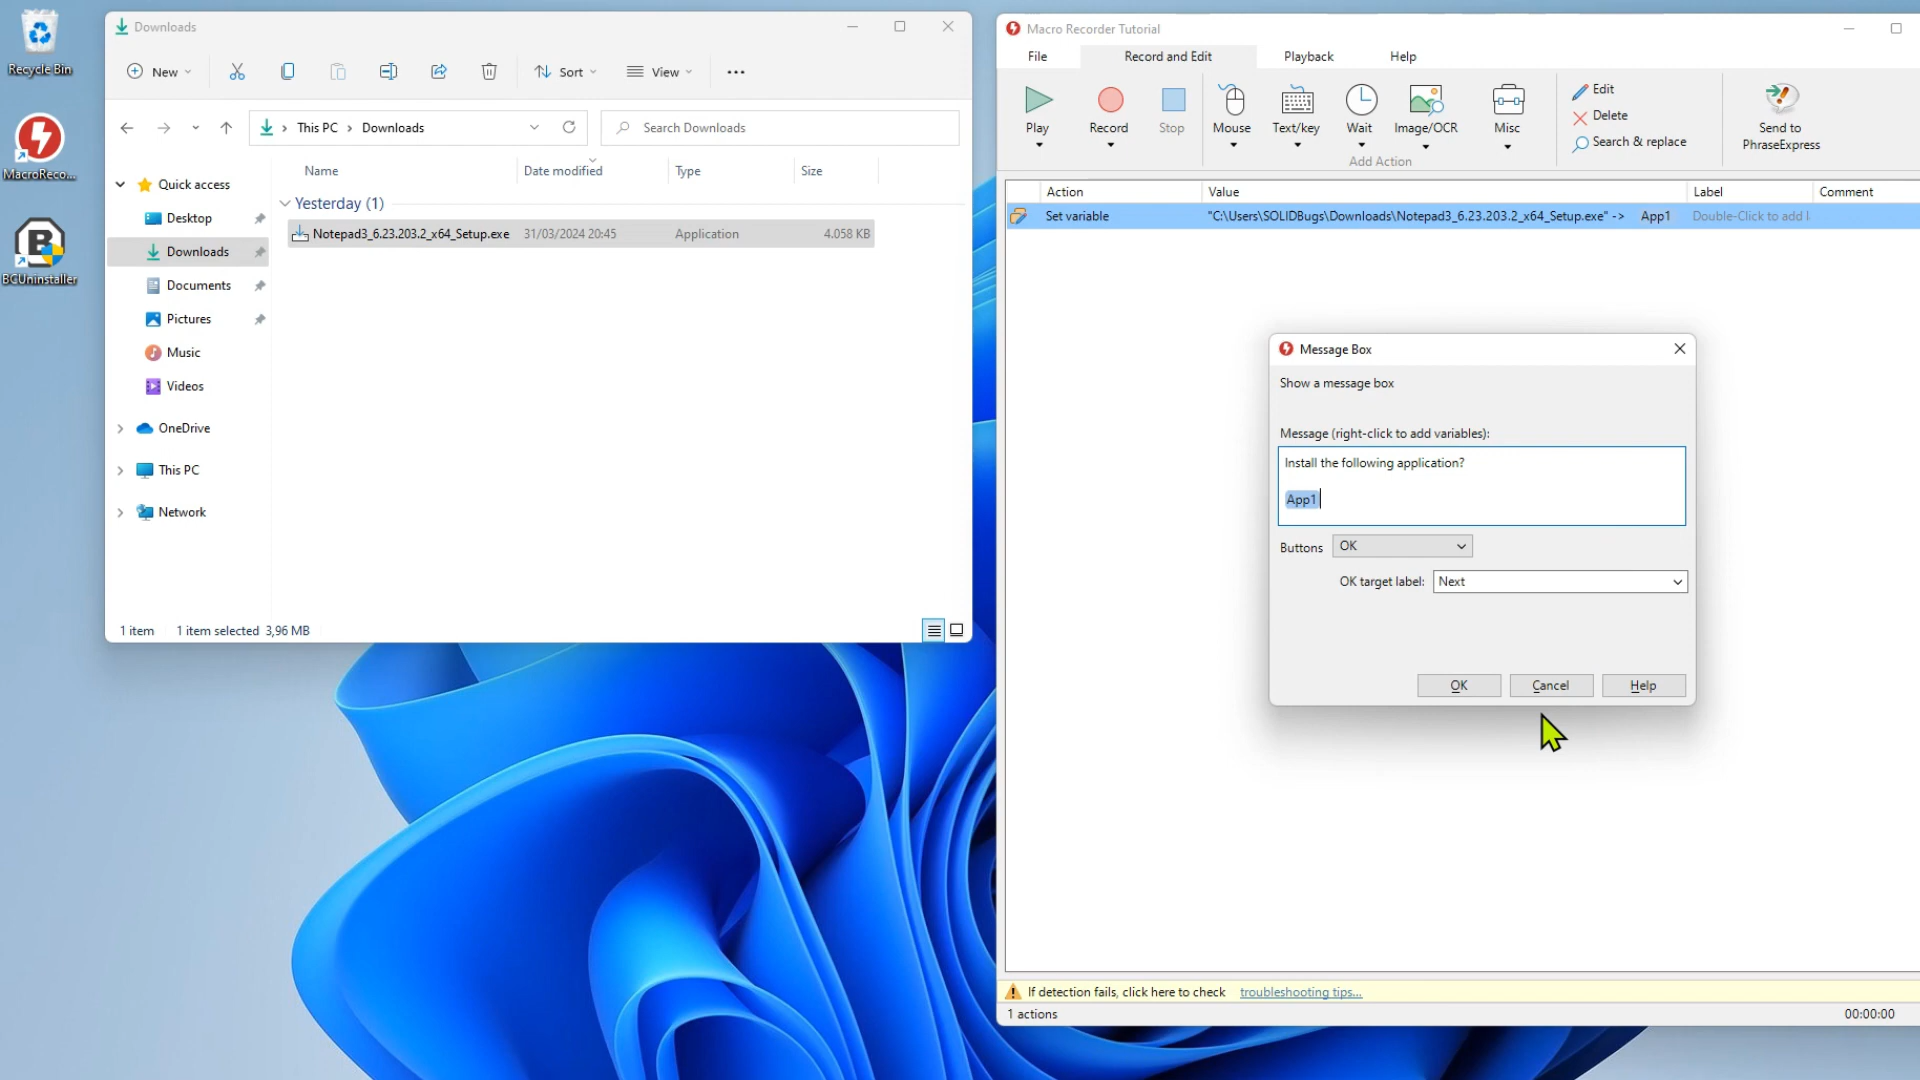 Recycle Bin
MacroReco...
BCUninstaller
Downloads
New
Sort
View
This PC > Downloads
Search Downloads
Name Date modified Type Size
Quick access
Desktop
Downloads
Documents
Pictures
Music
Videos
OneDrive
This PC
Network
Yesterday (1)
Notepad3_6.23.203.2_x64_Setup.exe 31/03/2024 20:45 Application 4.058 KB
1 item 1 item selected 3,96 MB
Macro Recorder Tutorial
File Record and Edit Playback Help
Play Record Stop Mouse Text/key Wait Image/OCR Misc
Add Action
Edit
Delete
Search & replace
Send to
PhraseExpress
Action Value Label Comment
Set variable "C:\Users\SOLIDBugs\Downloads\Notepad3_6.23.203.2_x64_Setup.exe" -> App1 Double-Click to add l
Message Box
Show a message box
Message (right-click to add variables):
Install the following application?
App1
Buttons OK
OK target label: Next
OK Cancel Help
If detection fails, click here to check troubleshooting tips...
1 actions 00:00:00